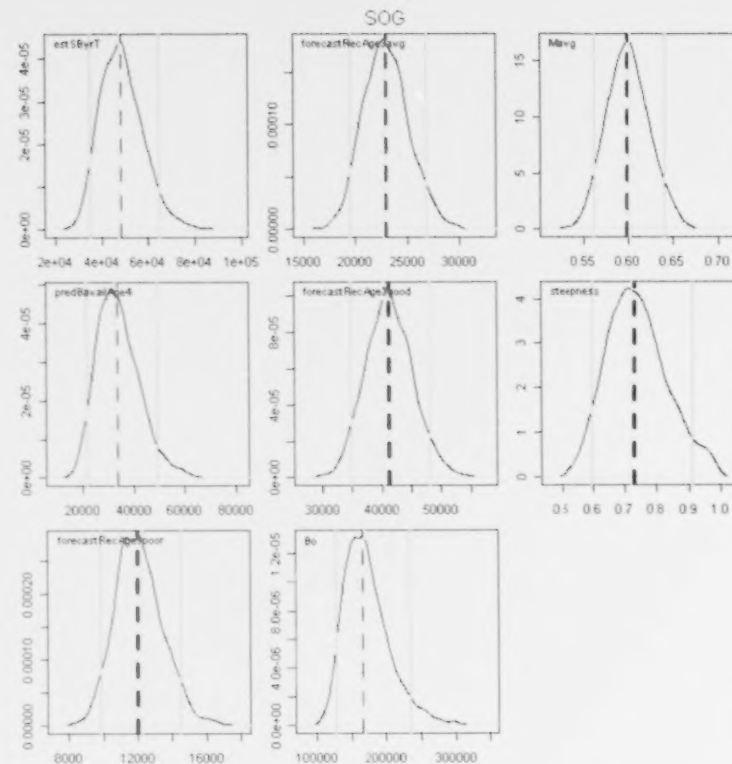 SOG
estSByrT
forecastRecAge3avg
Mavg
0e+00 2e-05 3e-05 4e-05
0.00000 0.00010
0 5 10 15
2e+04 4e+04 6e+04 8e+04 1e+05
15000 20000 25000 30000
0.55 0.60 0.65 0.70
predBavailAge4
forecastRecAge3good
steepness
0e+00 2e-05 4e-05
0e+00 4e-05 8e-05
0 1 2 3 4
20000 40000 60000 80000
30000 40000 50000
0.5 0.6 0.7 0.8 0.9 1.0
forecastRecAge3poor
Bo
0.00000 0.00010 0.00020
0.0e+00 4.0e-06 8.0e-06 1.2e-05
8000 12000 16000
100000 200000 300000